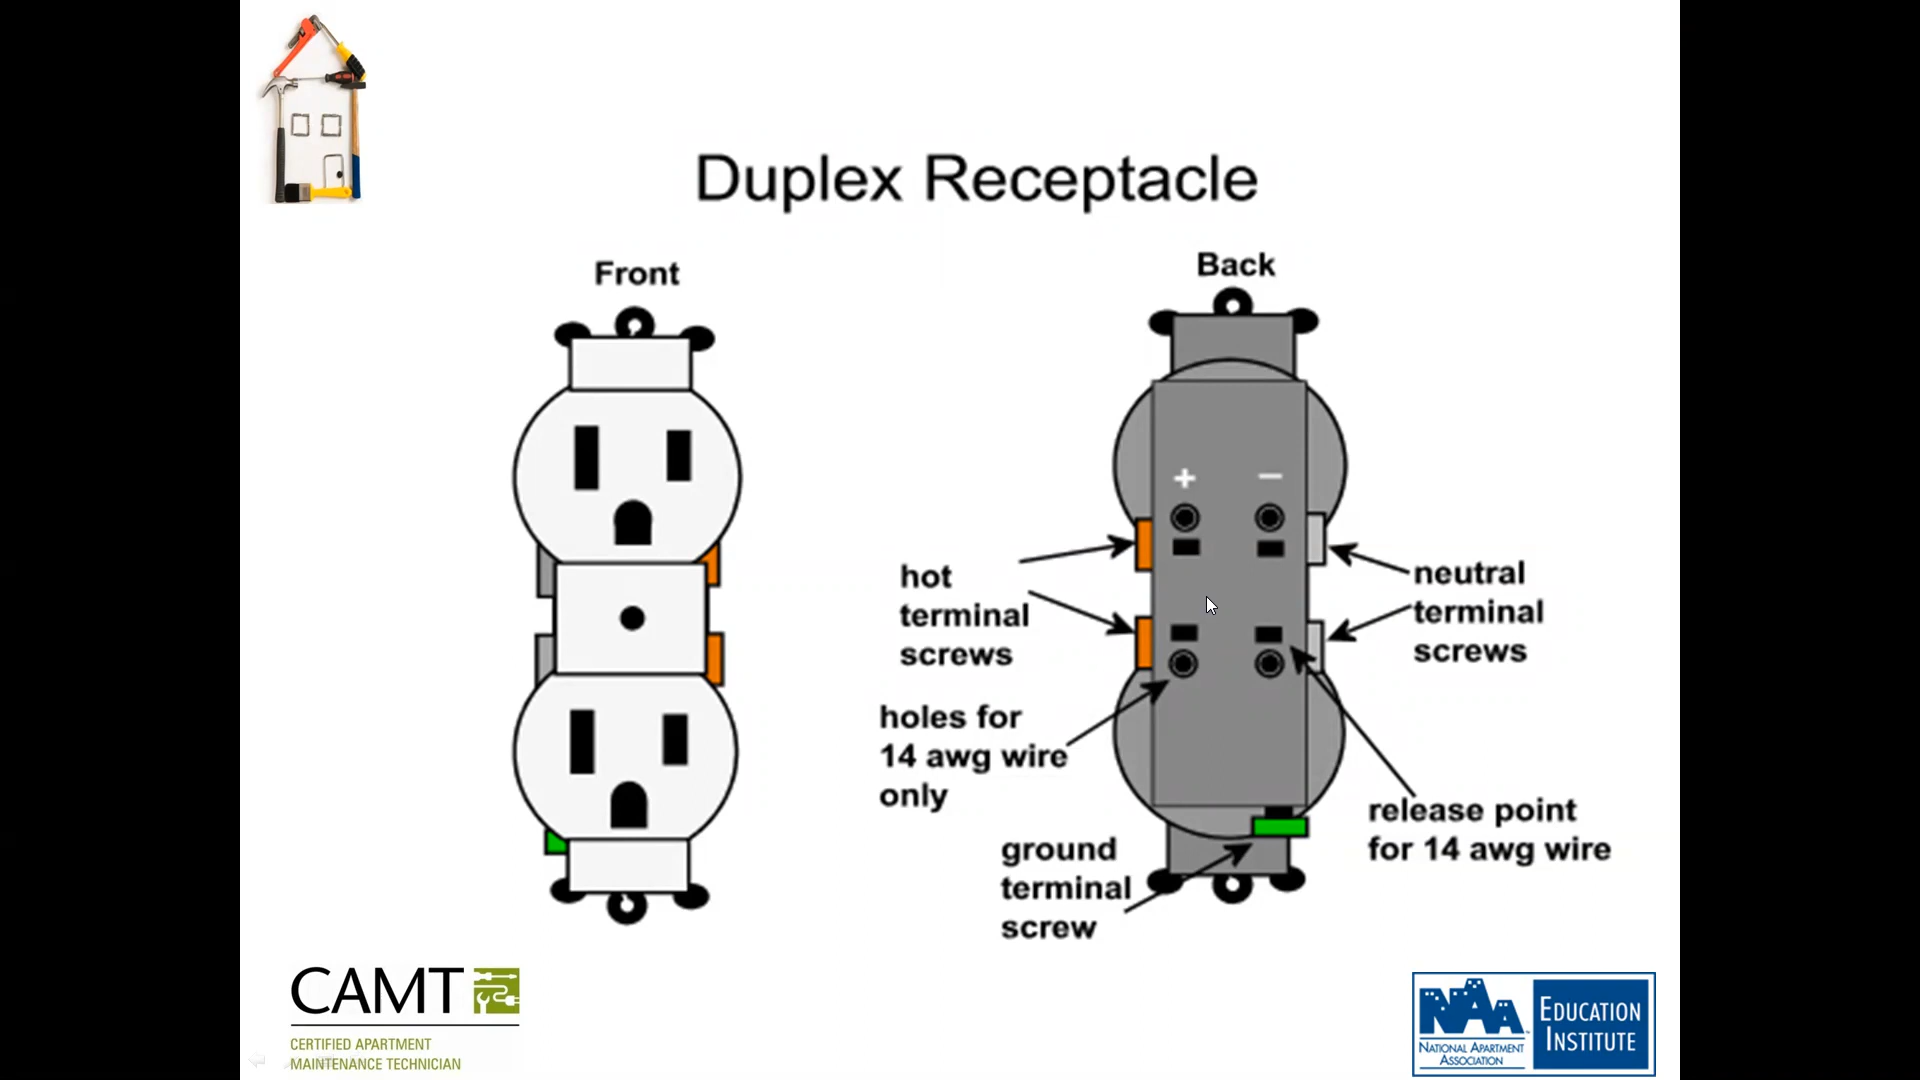 Duplex Receptacle
Front
Back
+ −
hot
terminal
screws
neutral
terminal
screws
holes for
14 awg wire
only
release point
for 14 awg wire
ground
terminal
screw
CAMT
CERTIFIED APARTMENT
MAINTENANCE TECHNICIAN
NAA
NATIONAL APARTMENT
ASSOCIATION
EDUCATION
INSTITUTE